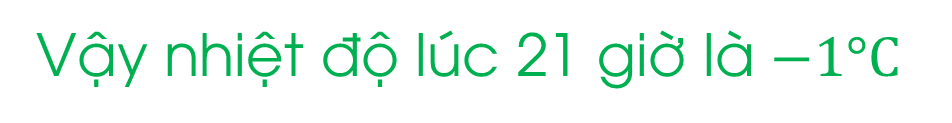 Vậy nhiệt độ lúc 21 giờ là −1°C